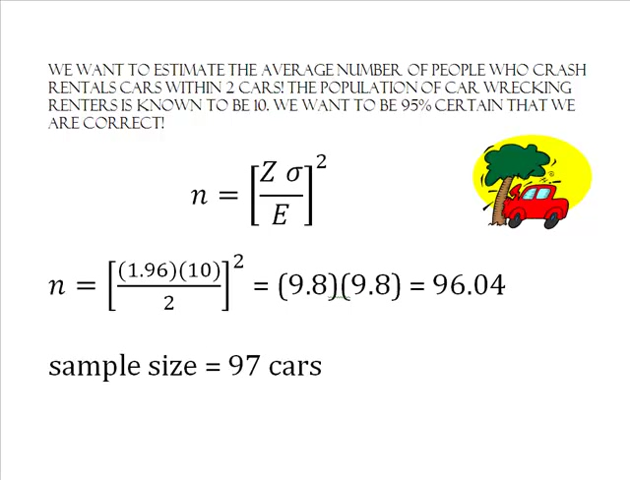 WE WANT TO ESTIMATE THE AVERAGE NUMBER OF PEOPLE WHO CRASH
RENTALS CARS WITHIN 2 CARS! THE POPULATION OF CAR WRECKING
RENTERS IS KNOWN TO BE 10. WE WANT TO BE 95% CERTAIN THAT WE
ARE CORRECT!
n = [Z σ / E]²
n = [(1.96)(10) / 2]² = (9.8)(9.8) = 96.04
sample size = 97 cars